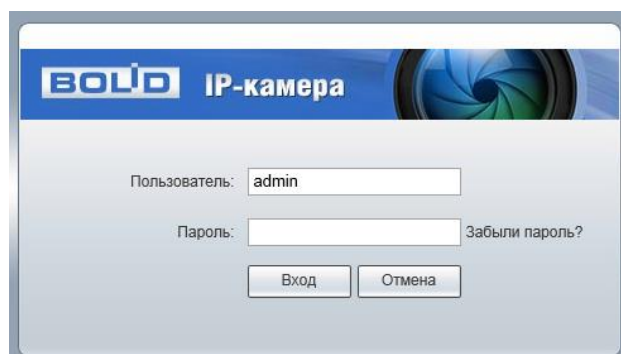 BOLID IP-камера
Пользователь: admin
Пароль: Забыли пароль?
Вход Отмена